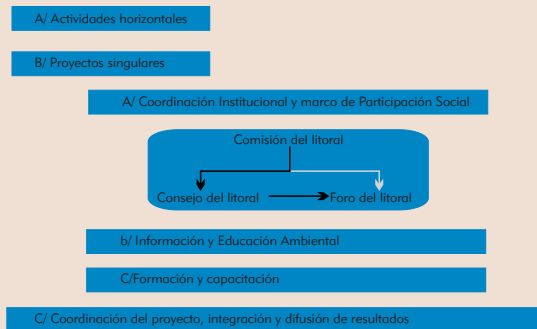 A/ Actividades horizontales
B/ Proyectos singulares
A/ Coordinación Institucional y marco de Participación Social
Comisión del litoral
Consejo del litoral
Foro del litoral
b/ Información y Educación Ambiental
C/Formación y capacitación
C/ Coordinación del proyecto, integración y difusión de resultados